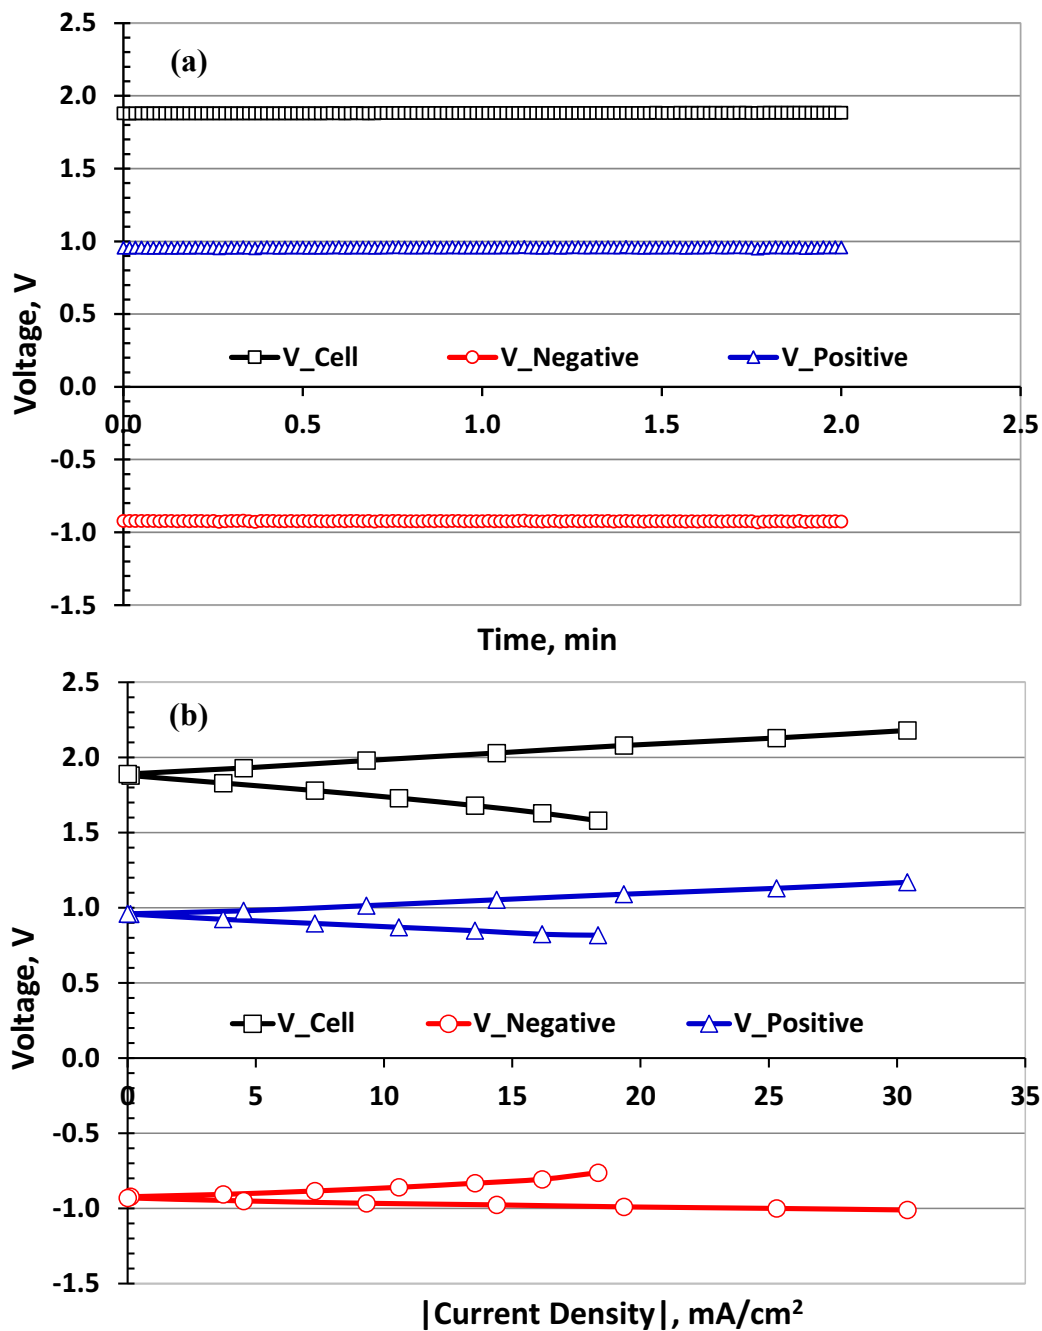 (a)
2.5
2.0
1.5
1.0
0.5
0.0
-0.5
-1.0
-1.5
Voltage, V
V_Cell V_Negative V_Positive
0.0 0.5 1.0 1.5 2.0 2.5
Time, min
(b)
2.5
2.0
1.5
1.0
0.5
0.0
-0.5
-1.0
-1.5
Voltage, V
V_Cell V_Negative V_Positive
0 5 10 15 20 25 30 35
|Current Density|, mA/cm²